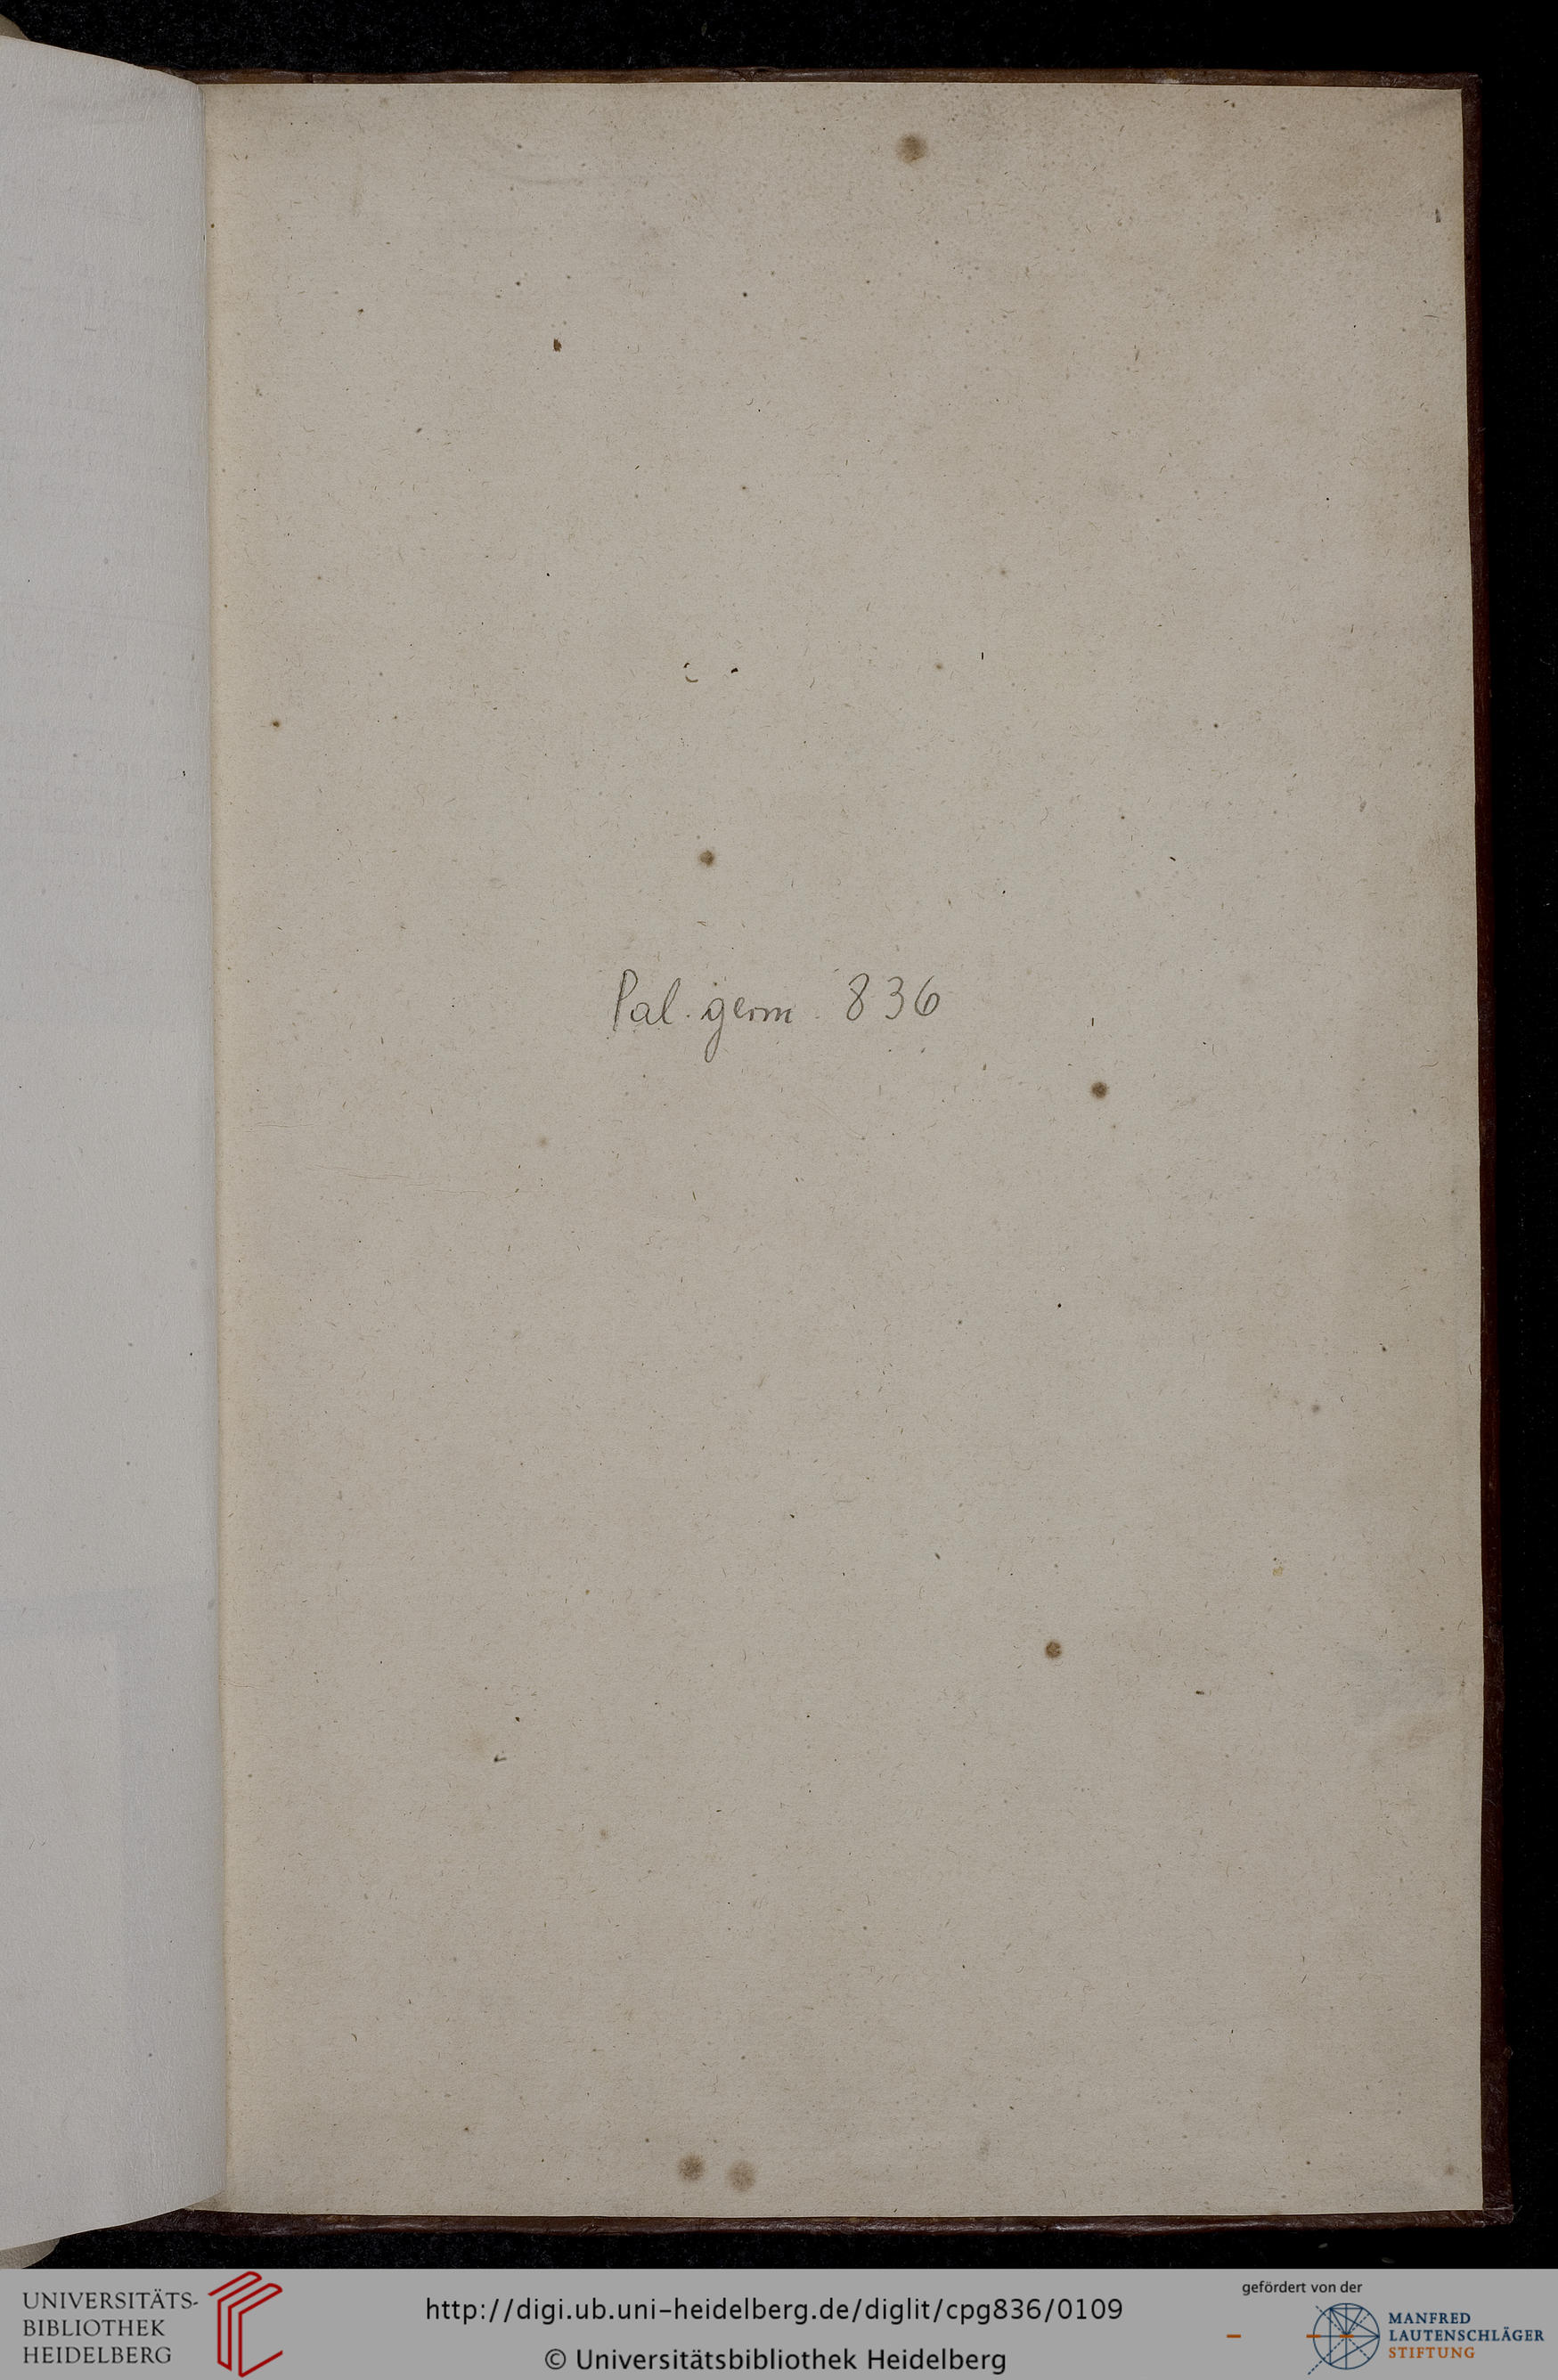 Pal. germ. 836
UNIVERSITÄTS-
BIBLIOTHEK
HEIDELBERG
http://digi.ub.uni-heidelberg.de/diglit/cpg836/0109
© Universitätsbibliothek Heidelberg
gefördert von der
MANFRED
LAUTENSCHLÄGER
STIFTUNG